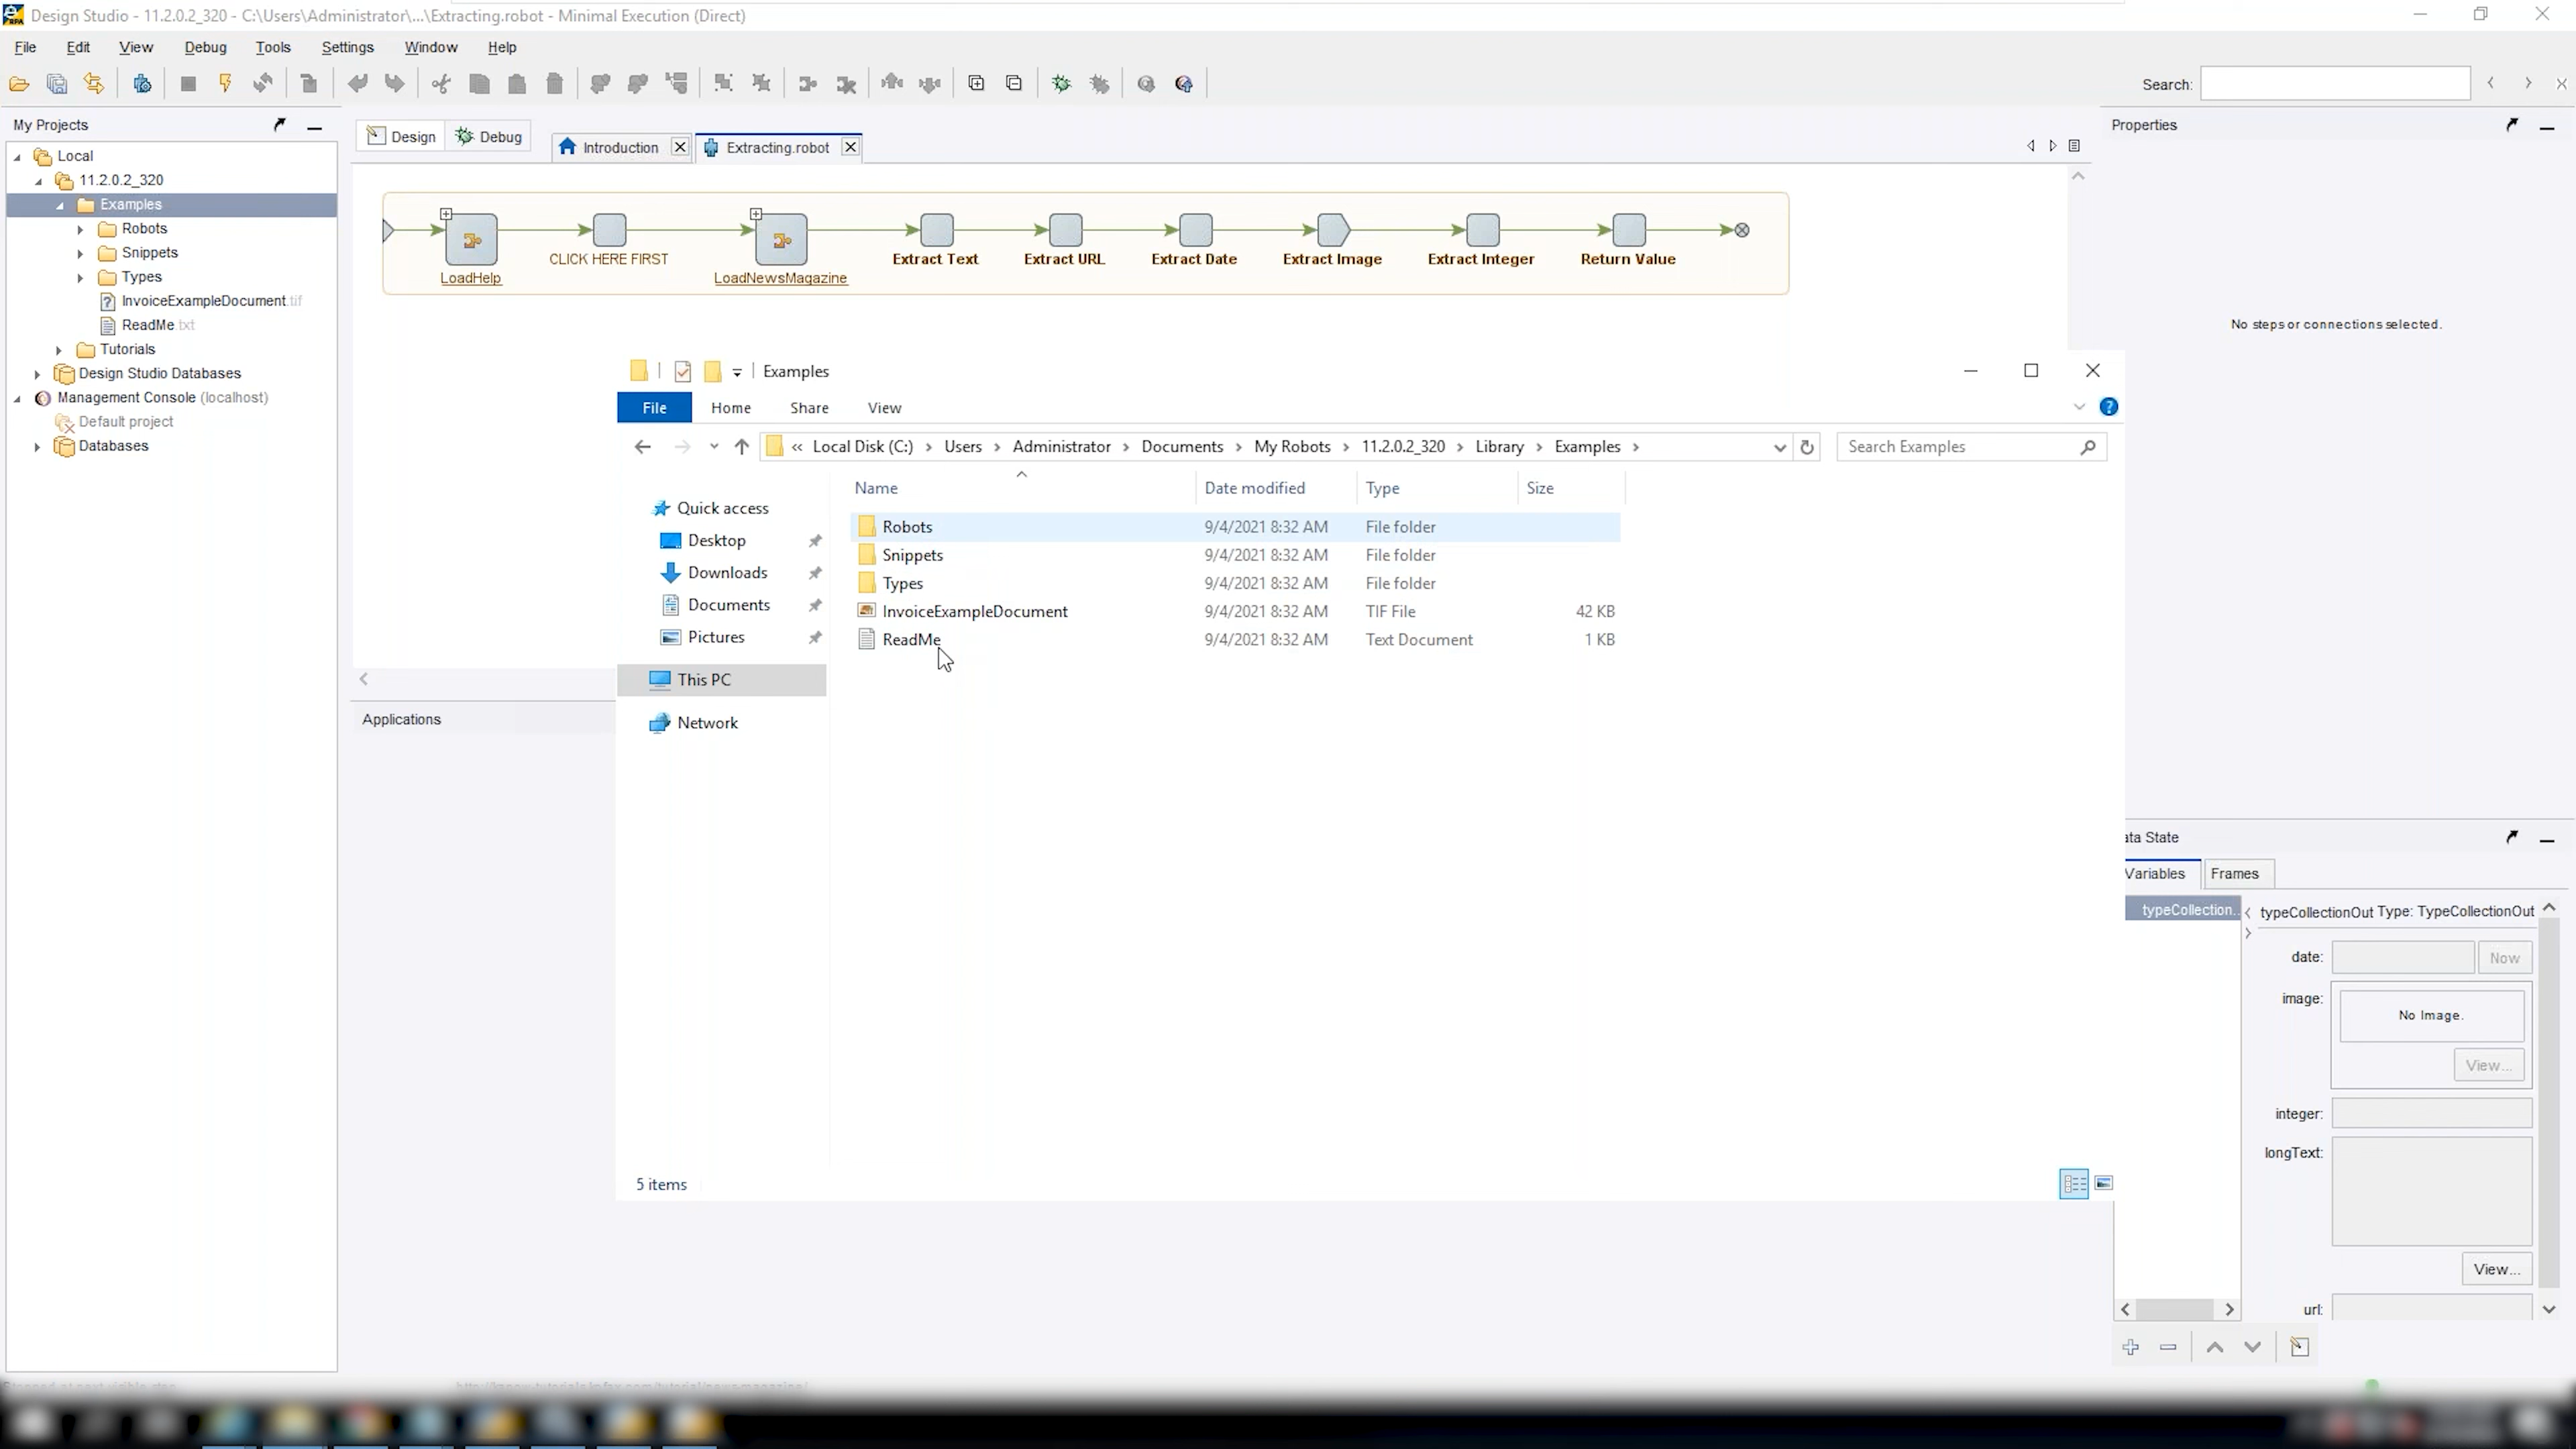 Design Studio - 11.2.0.2_320 - C:\Users\Administrator\...\Extracting.robot - Minimal Execution (Direct)
File Edit View Debug Tools Settings Window Help
Search:
My Projects
Local
11.2.0.2_320
Examples
Robots
Snippets
Types
InvoiceExampleDocument.tif
ReadMe.txt
Tutorials
Design Studio Databases
Management Console (localhost)
Default project
Databases
Design Debug
Introduction Extracting.robot
LoadHelp
CLICK HERE FIRST
LoadNewsMagazine
Extract Text
Extract URL
Extract Date
Extract Image
Extract Integer
Return Value
Properties
No steps or connections selected.
Applications
Examples
File Home Share View
« Local Disk (C:) Users Administrator Documents My Robots 11.2.0.2_320 Library Examples
Search Examples
Quick access
Desktop
Downloads
Documents
Pictures
This PC
Network
Name Date modified Type Size
Robots 9/4/2021 8:32 AM File folder
Snippets 9/4/2021 8:32 AM File folder
Types 9/4/2021 8:32 AM File folder
InvoiceExampleDocument 9/4/2021 8:32 AM TIF File 42 KB
ReadMe 9/4/2021 8:32 AM Text Document 1 KB
5 items
ata State
Variables Frames
typeCollection...
typeCollectionOut Type: TypeCollectionOut
date: Now
image: No Image.
View...
integer:
longText:
View...
url: